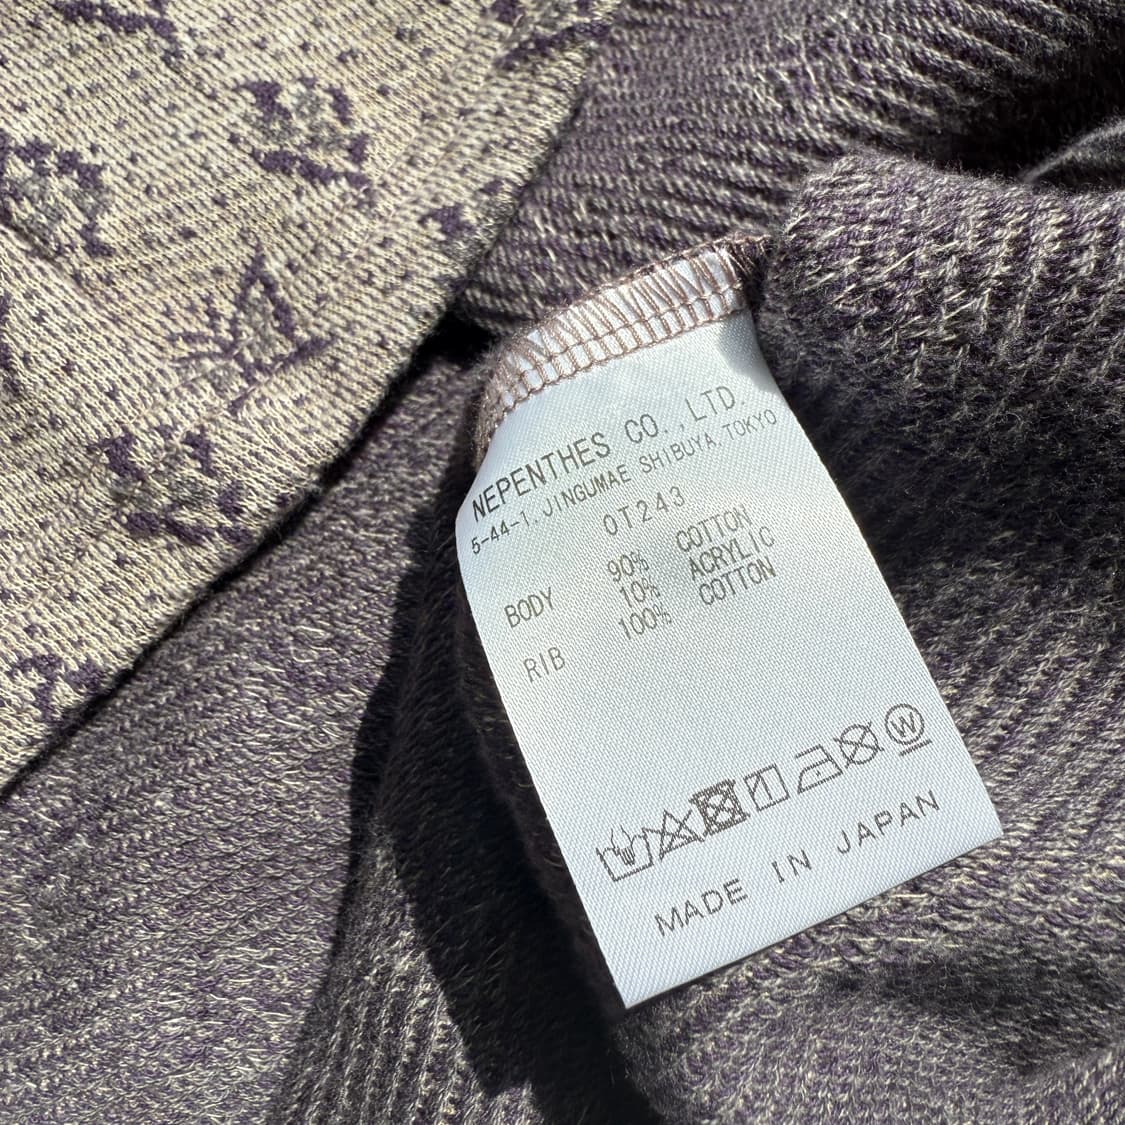 NEPENTHES CO.,LTD.
5-44-1, JINGUMAE SHIBUYA, TOKYO
OT243
BODY 90% COTTON
10% ACRYLIC
RIB 100% COTTON
W
MADE IN JAPAN